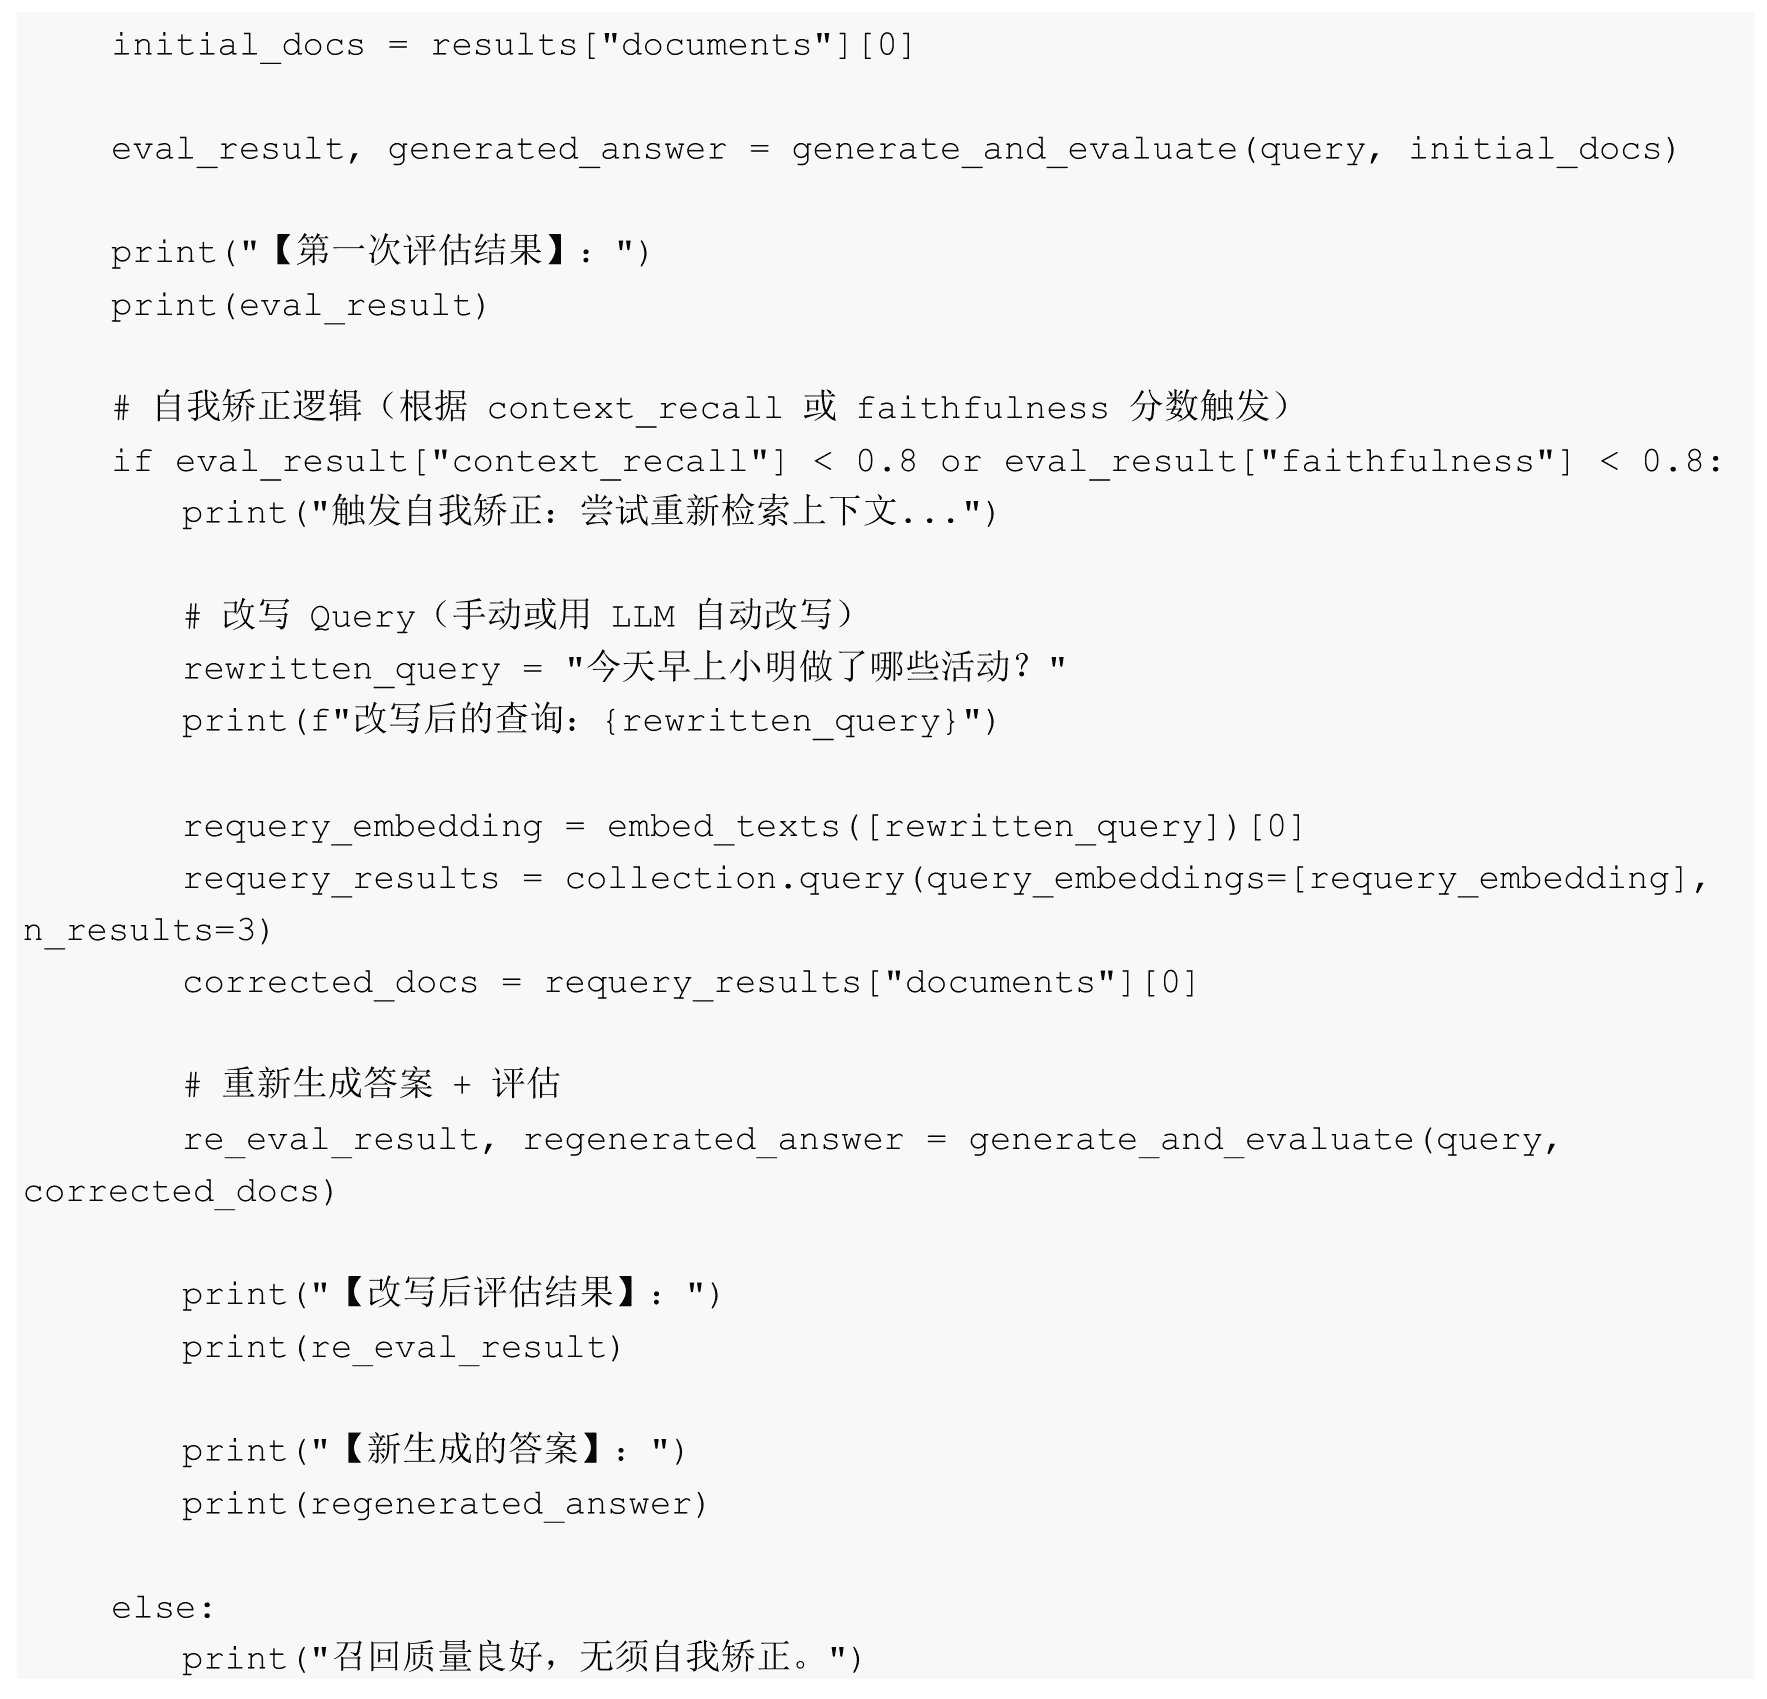 initial_docs = results["documents"][0]
eval_result, generated_answer = generate_and_evaluate(query, initial_docs)
print("【第一次评估结果】：")
print(eval_result)
# 自我矫正逻辑（根据 context_recall 或 faithfulness 分数触发）
if eval_result["context_recall"] < 0.8 or eval_result["faithfulness"] < 0.8:
print("触发自我矫正：尝试重新检索上下文...")
# 改写 Query（手动或用 LLM 自动改写）
rewritten_query = "今天早上小明做了哪些活动？"
print(f"改写后的查询：{rewritten_query}")
requery_embedding = embed_texts([rewritten_query])[0]
requery_results = collection.query(query_embeddings=[requery_embedding],
n_results=3)
corrected_docs = requery_results["documents"][0]
# 重新生成答案 + 评估
re_eval_result, regenerated_answer = generate_and_evaluate(query,
corrected_docs)
print("【改写后评估结果】：")
print(re_eval_result)
print("【新生成的答案】：")
print(regenerated_answer)
else:
print("召回质量良好，无须自我矫正。")